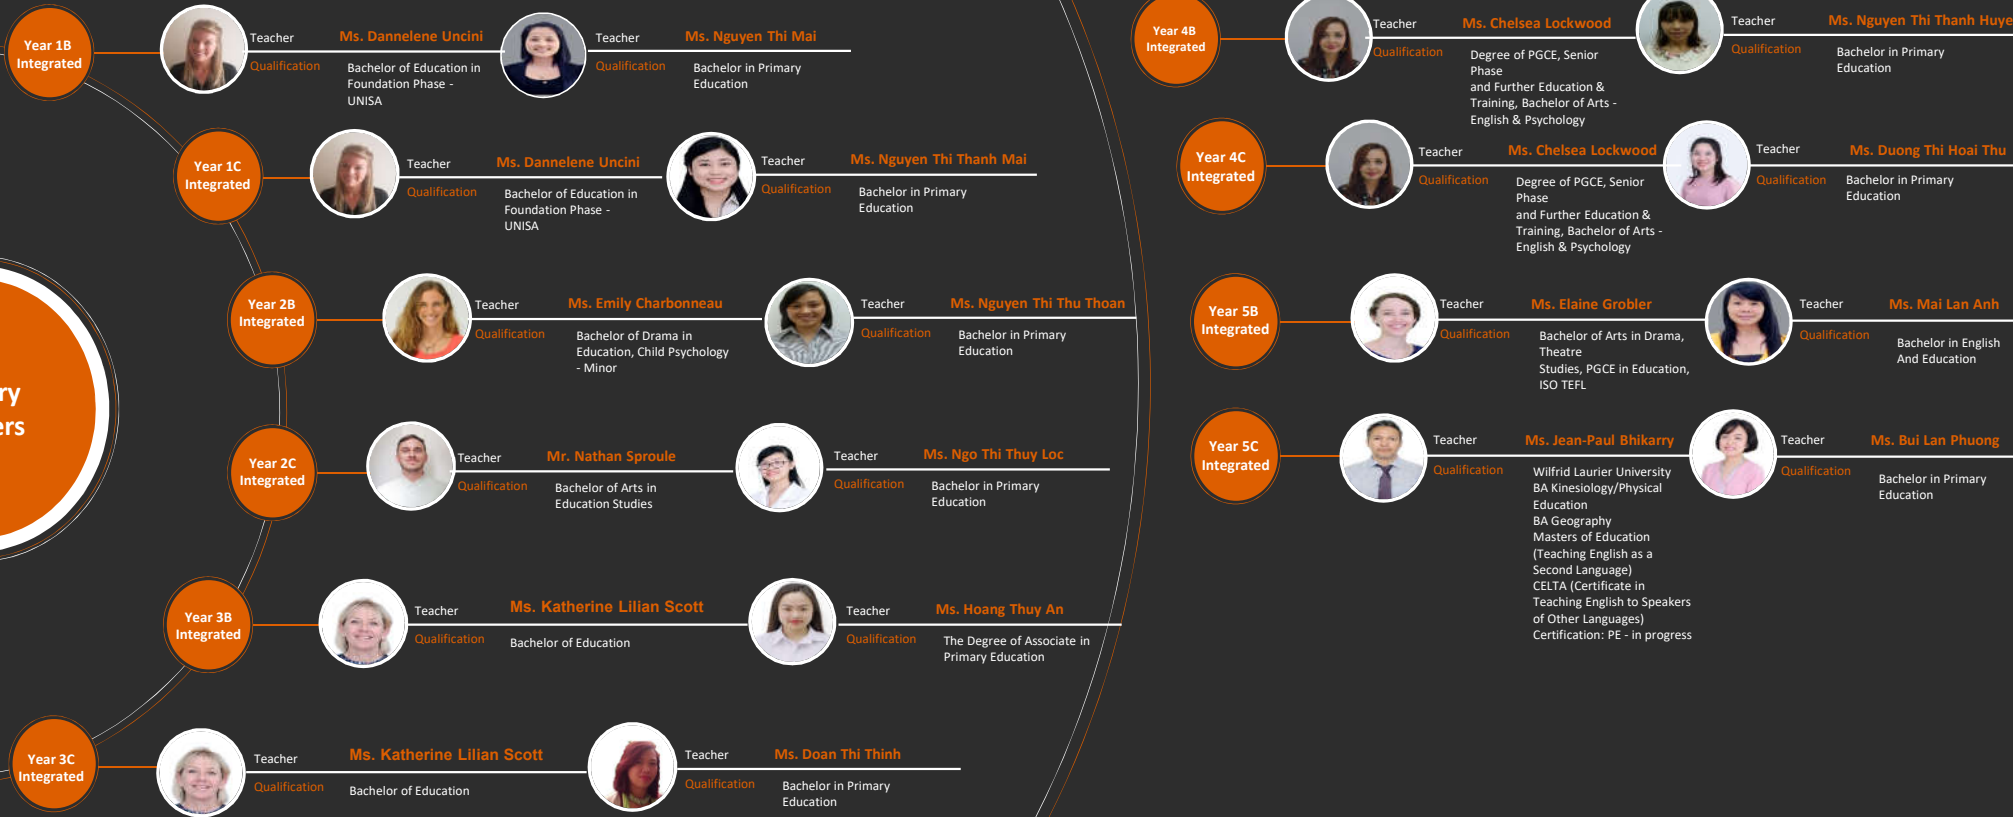 Year 1B
Integrated
Teacher
Ms. Dannelene Uncini
Qualification
Bachelor of Education in
Foundation Phase -
UNISA
Teacher
Ms. Nguyen Thi Mai
Qualification
Bachelor in Primary
Education
Year 1C
Integrated
Teacher
Ms. Dannelene Uncini
Qualification
Bachelor of Education in
Foundation Phase -
UNISA
Teacher
Ms. Nguyen Thi Thanh Mai
Qualification
Bachelor in Primary
Education
Year 2B
Integrated
Teacher
Ms. Emily Charbonneau
Qualification
Bachelor of Drama in
Education, Child Psychology
- Minor
Teacher
Ms. Nguyen Thi Thu Thoan
Qualification
Bachelor in Primary
Education
ry
ers
Year 2C
Integrated
Teacher
Mr. Nathan Sproule
Qualification
Bachelor of Arts in
Education Studies
Teacher
Ms. Ngo Thi Thuy Loc
Qualification
Bachelor in Primary
Education
Year 3B
Integrated
Teacher
Ms. Katherine Lilian Scott
Qualification
Bachelor of Education
Teacher
Ms. Hoang Thuy An
Qualification
The Degree of Associate in
Primary Education
Year 3C
Integrated
Teacher
Ms. Katherine Lilian Scott
Qualification
Bachelor of Education
Teacher
Ms. Doan Thi Thinh
Qualification
Bachelor in Primary
Education
Year 4B
Integrated
Teacher
Ms. Chelsea Lockwood
Qualification
Degree of PGCE, Senior
Phase
and Further Education &
Training, Bachelor of Arts -
English & Psychology
Teacher
Ms. Nguyen Thi Thanh Huye
Qualification
Bachelor in Primary
Education
Year 4C
Integrated
Teacher
Ms. Chelsea Lockwood
Qualification
Degree of PGCE, Senior
Phase
and Further Education &
Training, Bachelor of Arts -
English & Psychology
Teacher
Ms. Duong Thi Hoai Thu
Qualification
Bachelor in Primary
Education
Year 5B
Integrated
Teacher
Ms. Elaine Grobler
Qualification
Bachelor of Arts in Drama,
Theatre
Studies, PGCE in Education,
ISO TEFL
Teacher
Ms. Mai Lan Anh
Qualification
Bachelor in English
And Education
Year 5C
Integrated
Teacher
Ms. Jean-Paul Bhikarry
Qualification
Wilfrid Laurier University
BA Kinesiology/Physical
Education
BA Geography
Masters of Education
(Teaching English as a
Second Language)
CELTA (Certificate in
Teaching English to Speakers
of Other Languages)
Certification: PE - in progress
Teacher
Ms. Bui Lan Phuong
Qualification
Bachelor in Primary
Education